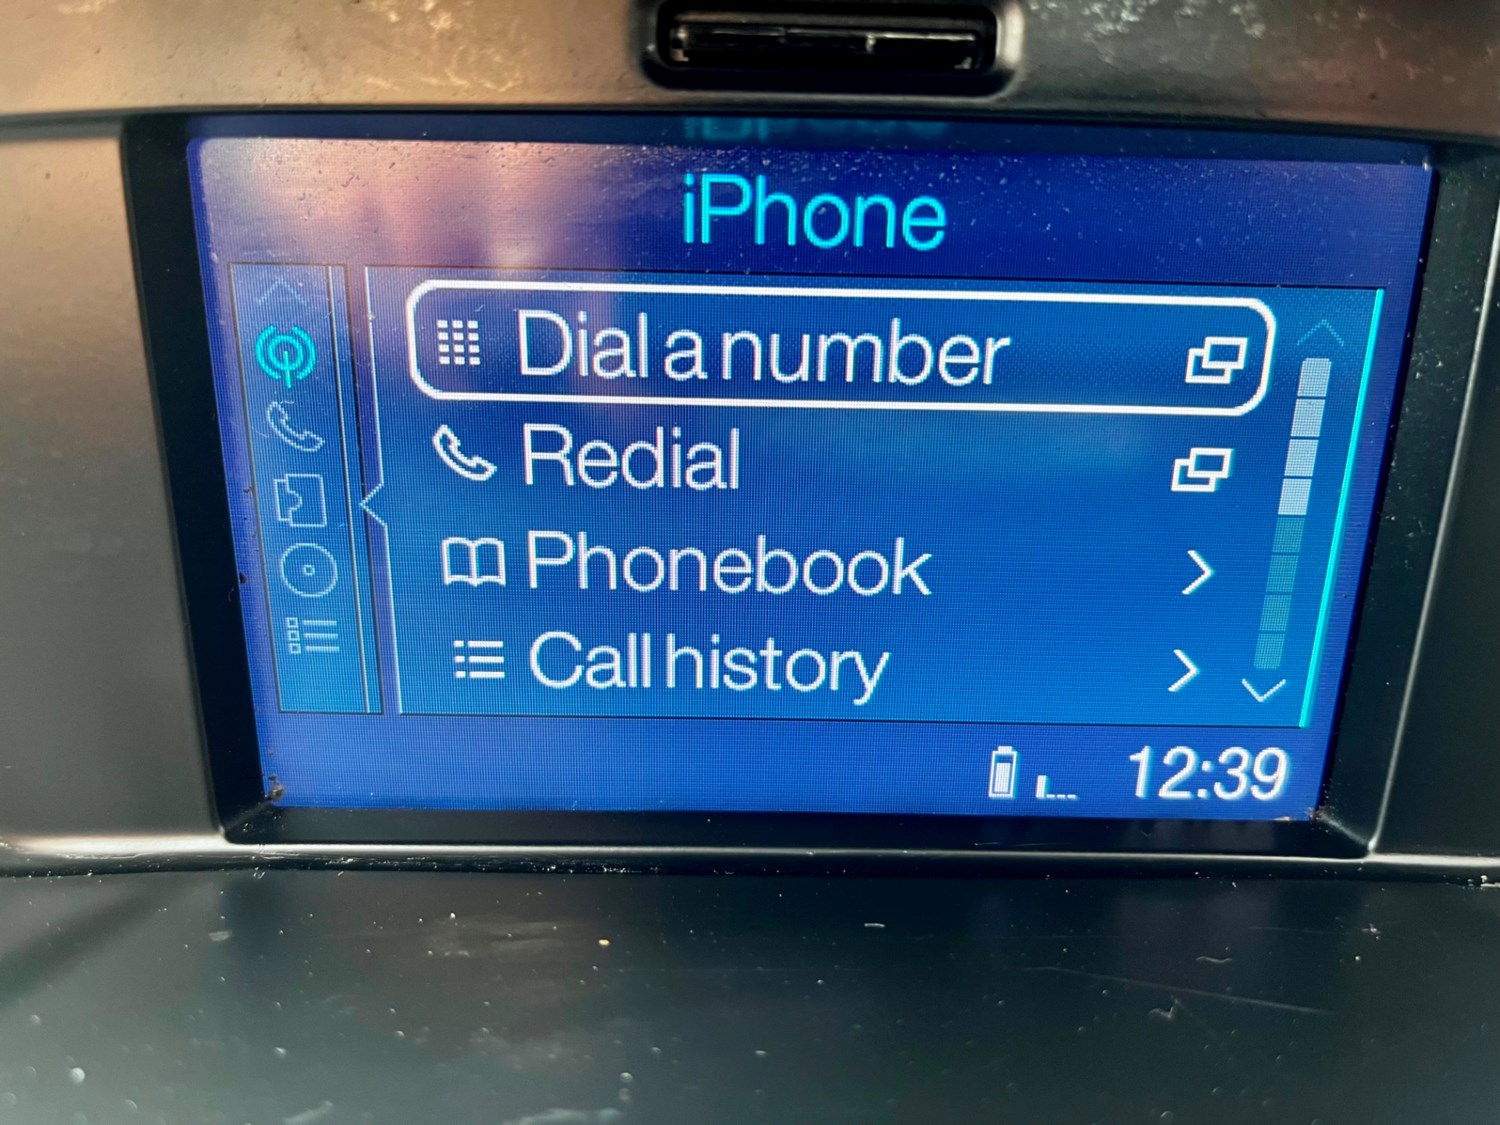 iPhone
Dial a number
Redial
Phonebook
Call history
12:39